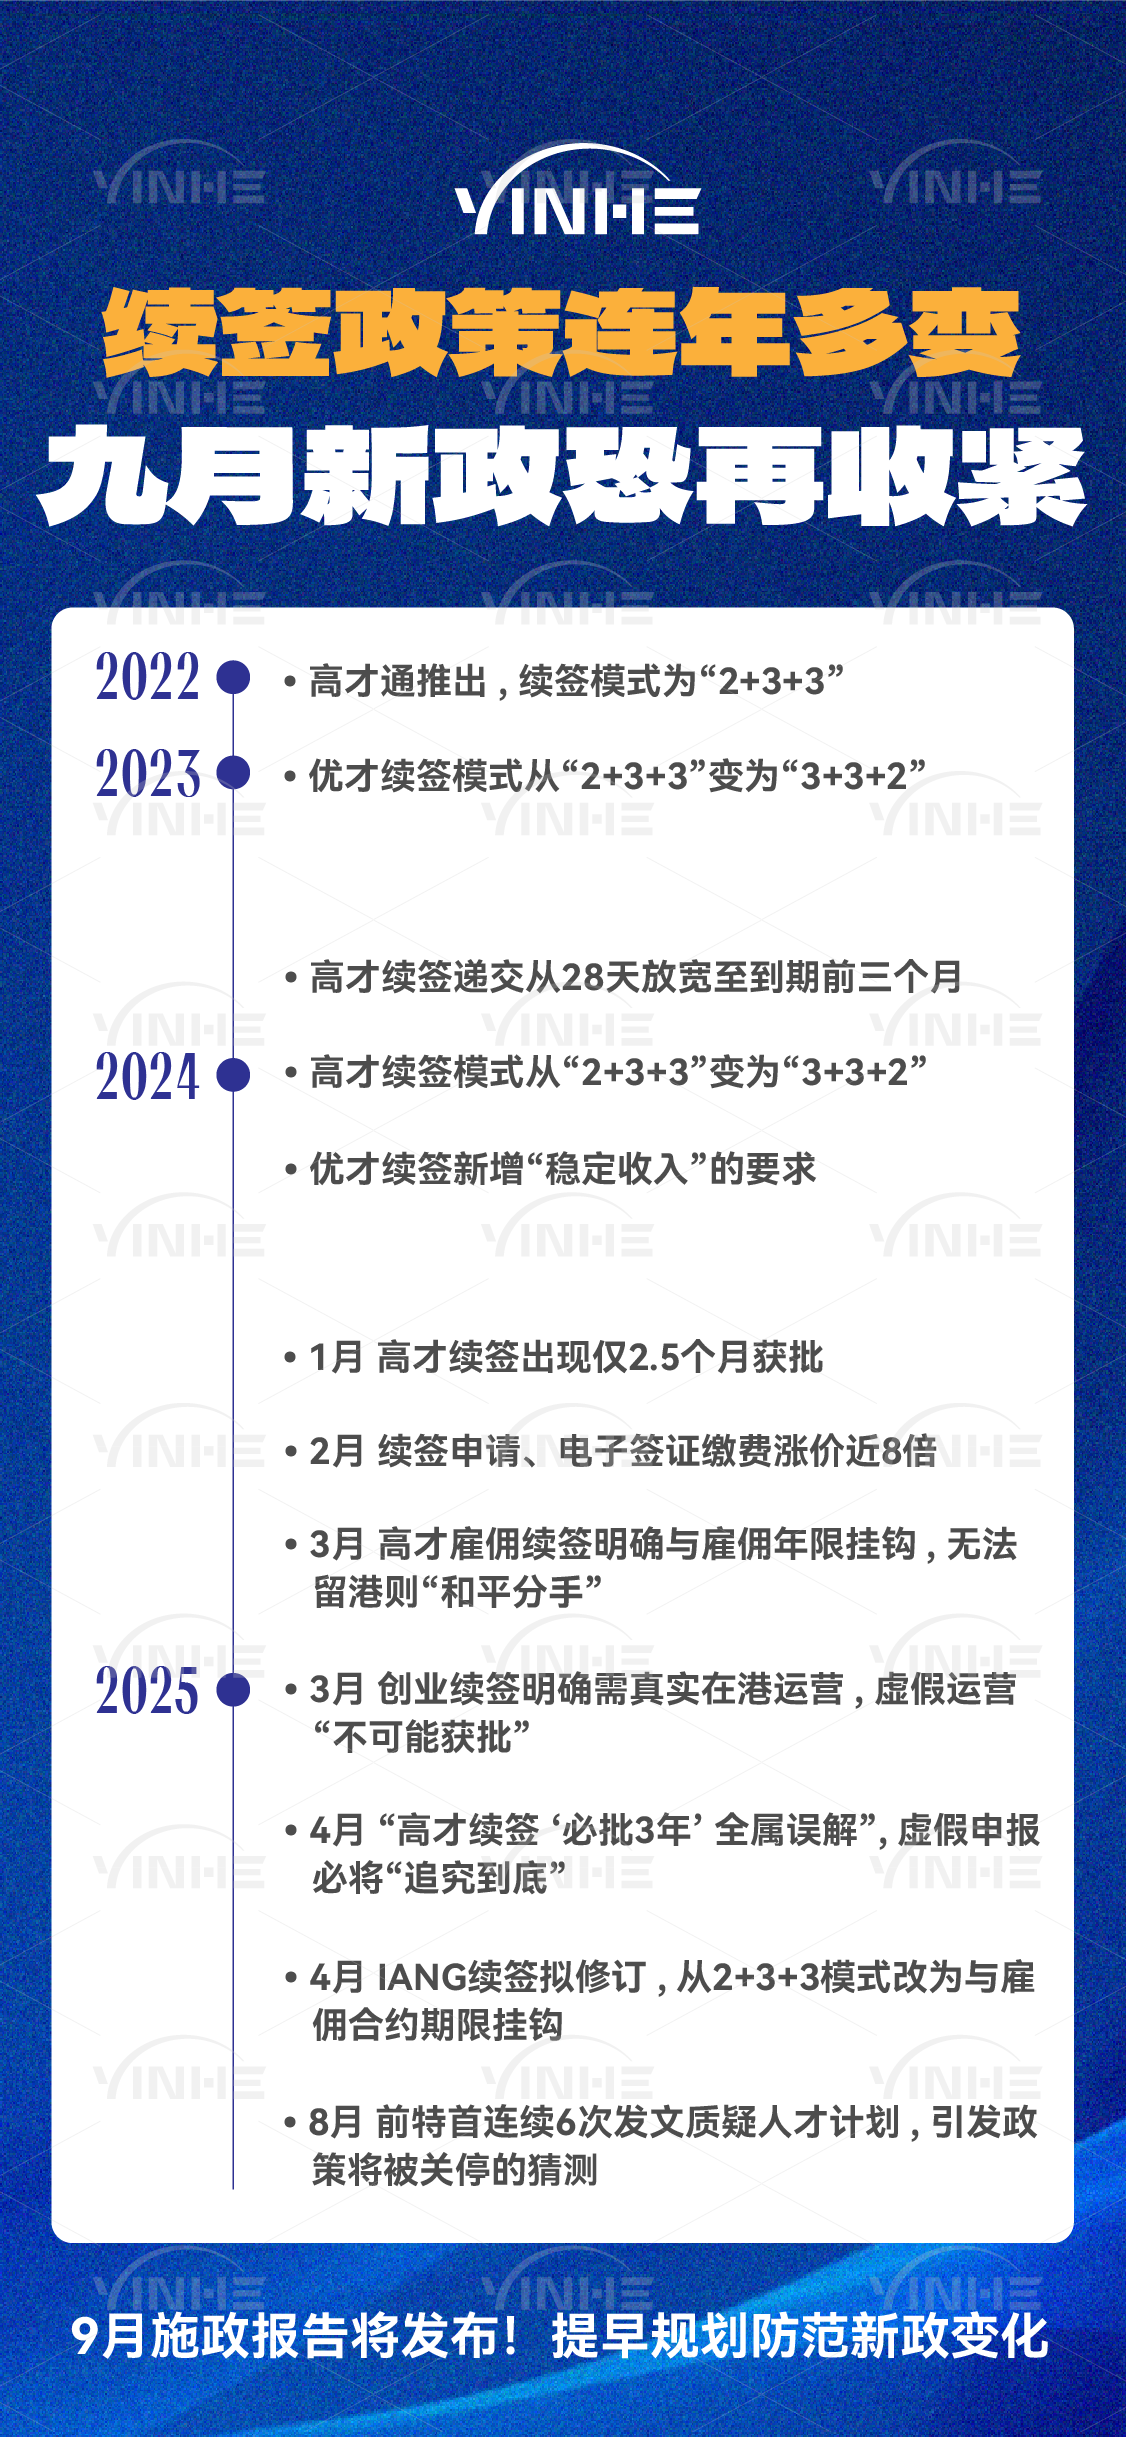 YINHE
续签政策连年多变
九月新政恐再收紧
2022
• 高才通推出，续签模式为“2+3+3”
2023
• 优才续签模式从“2+3+3”变为“3+3+2”
• 高才续签递交从28天放宽至到期前三个月
2024
• 高才续签模式从“2+3+3”变为“3+3+2”
• 优才续签新增“稳定收入”的要求
• 1月 高才续签出现仅2.5个月获批
• 2月 续签申请、电子签证缴费涨价近8倍
• 3月 高才雇佣续签明确与雇佣年限挂钩，无法
留港则“和平分手”
2025
• 3月 创业续签明确需真实在港运营，虚假运营
“不可能获批”
• 4月 “高才续签 ‘必批3年’ 全属误解”，虚假申报
必将“追究到底”
• 4月 IANG续签拟修订，从2+3+3模式改为与雇
佣合约期限挂钩
• 8月 前特首连续6次发文质疑人才计划，引发政
策将被关停的猜测
9月施政报告将发布！提早规划防范新政变化